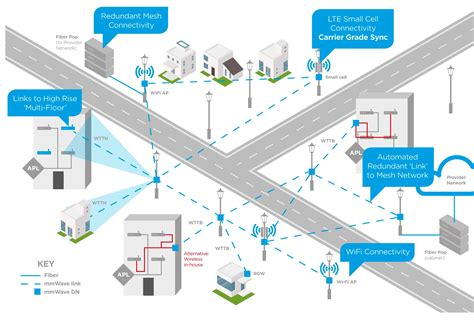 Redundant Mesh
Connectivity
LTE Small Cell
Connectivity
Carrier Grade Sync
Fiber Pop
(to Provider
Network)
WiFi AP
Small cell
Links to High Rise
'Multi-Floor'
WTTH
APL
WTTB
APL
Automated
Redundant 'Link'
to Mesh Network
Provider
Network
WTTH
WTTB
WTTB
Alternative:
Wireless
in-house
APL
RGW
WiFi Connectivity
Wi-Fi AP
Fiber Pop
KEY
Fiber
mmWave link
mmWave DN